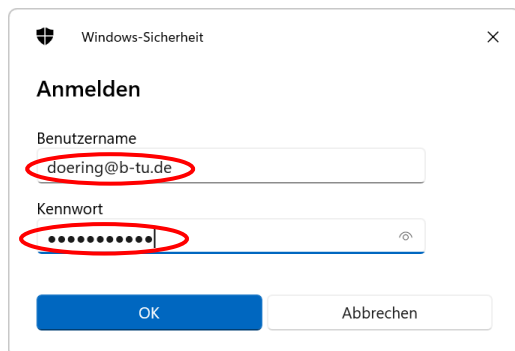 Windows-Sicherheit
Anmelden
Benutzername
doering@b-tu.de
Kennwort
●●●●●●●●●●●
OK
Abbrechen